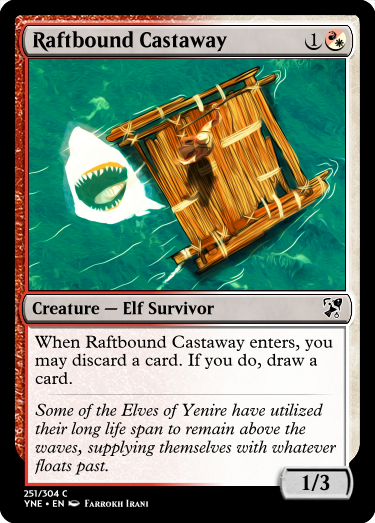 Raftbound Castaway 1
Creature — Elf Survivor
When Raftbound Castaway enters, you
may discard a card. If you do, draw a
card.
Some of the Elves of Yenire have utilized
their long life span to remain above the
waves, supplying themselves with whatever
floats past.
1/3
251/304 C
YNE • EN Farrokh Irani